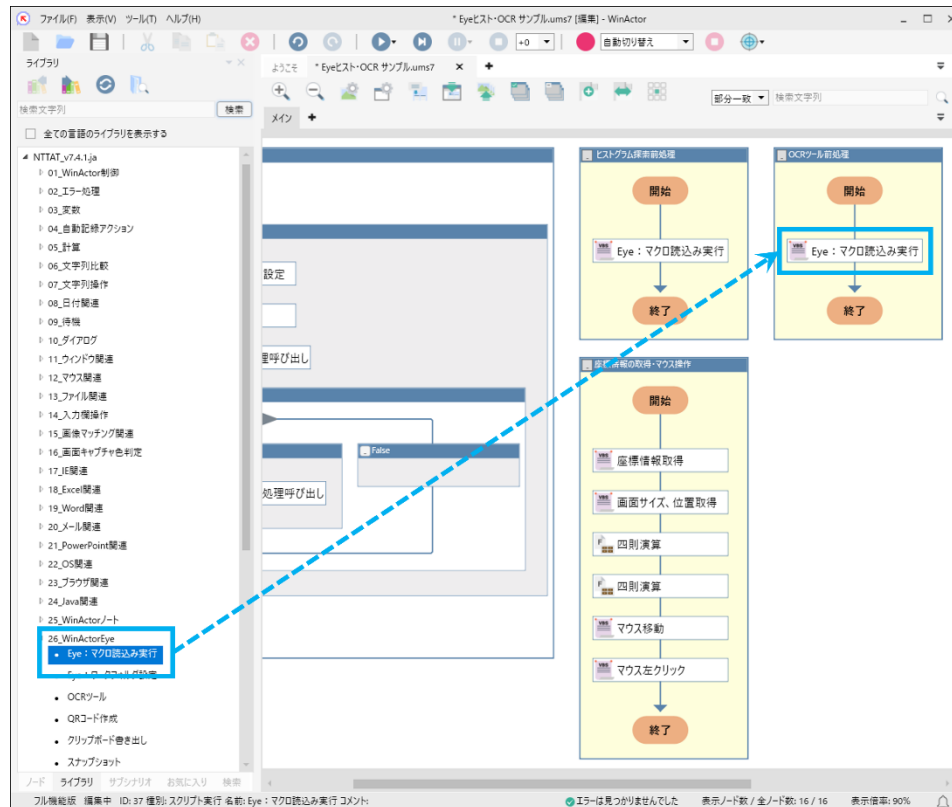 ファイル(F) 表示(V) ツール(T) ヘルプ(H)
* Eyeヒスト・OCR サンプル.ums7 [編集] - WinActor
+0
自動切り替え
ライブラリ
ようこそ
* Eyeヒスト・OCR サンプル.ums7
検索文字列
検索
部分一致
検索文字列
全ての言語のライブラリを表示する
メイン
NTTAT_v7.4.1.ja
01_WinActor制御
02_エラー処理
03_変数
04_自動記録アクション
05_計算
06_文字列比較
07_文字列操作
08_日付関連
09_待機
10_ダイアログ
11_ウィンドウ関連
12_マウス関連
13_ファイル関連
14_入力欄操作
15_画像マッチング関連
16_画面キャプチャ色判定
17_IE関連
18_Excel関連
19_Word関連
20_メール関連
21_PowerPoint関連
22_OS関連
23_ブラウザ関連
24_Java関連
25_WinActorノート
26_WinActorEye
Eye：マクロ読込み実行
OCRツール
QRコード作成
クリップボード書き出し
スナップショット
ノード
ライブラリ
サブシナリオ
お気に入り
検索
設定
理呼び出し
処理呼び出し
False
ヒストグラム探索前処理
開始
Eye：マクロ読込み実行
終了
OCRツール前処理
開始
Eye：マクロ読込み実行
終了
座標情報の取得・マウス操作
開始
座標情報取得
画面サイズ、位置取得
四則演算
四則演算
マウス移動
マウス左クリック
終了
フル機能版 編集中 ID: 37 種別: スクリプト実行 名前: Eye：マクロ読込み実行 コメント:
エラーは見つかりませんでした
表示ノード数 / 全ノード数: 16 / 16
表示倍率: 90%